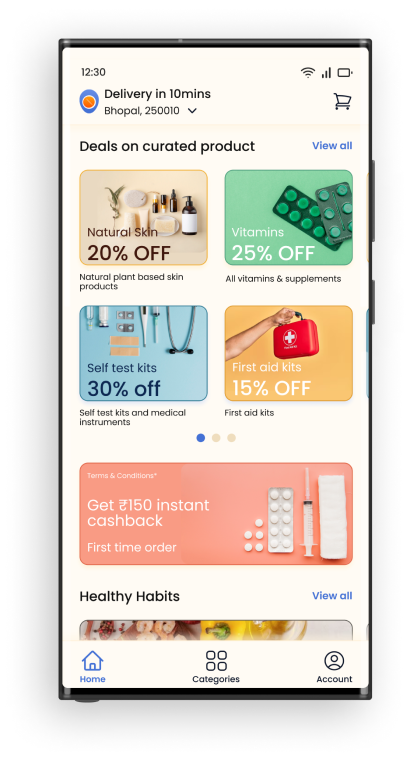 12:30
Delivery in 10mins
Bhopal, 250010
Deals on curated product
View all
Natural Skin
20% OFF
Natural plant based skin
products
Vitamins
25% OFF
All vitamins & supplements
Self test kits
30% off
Self test kits and medical
instruments
First aid kits
15% OFF
First aid kits
Terms & Conditions*
Get ₹150 instant
cashback
First time order
Healthy Habits
View all
Home
Categories
Account